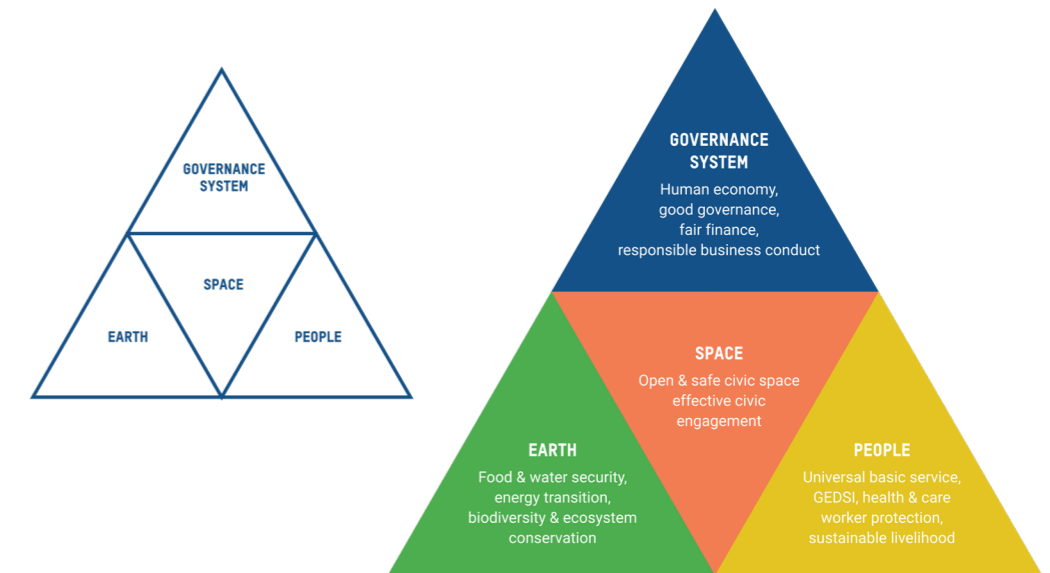 GOVERNANCE
SYSTEM
SPACE
EARTH
PEOPLE
GOVERNANCE
SYSTEM
Human economy,
good governance,
fair finance,
responsible business conduct
SPACE
Open & safe civic space
effective civic
engagement
EARTH
Food & water security,
energy transition,
biodiversity & ecosystem
conservation
PEOPLE
Universal basic service,
GEDSI, health & care
worker protection,
sustainable livelihood